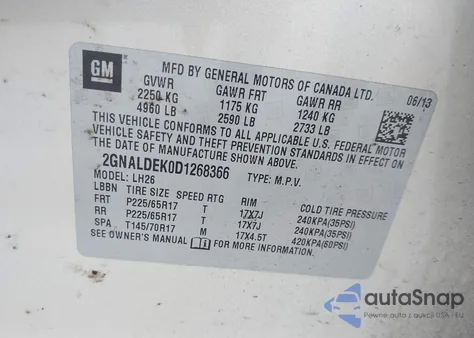 GM
MFD BY GENERAL MOTORS OF CANADA LTD.
06/13
GVWR GAWR FRT GAWR RR
2250 KG 1175 KG 1240 KG
4960 LB 2590 LB 2733 LB
THIS VEHICLE CONFORMS TO ALL APPLICABLE U.S. FEDERAL MOTOR
VEHICLE SAFETY AND THEFT PREVENTION STANDARDS IN EFFECT ON
THE DATE OF MANUFACTURE SHOWN ABOVE.
2GNALDEK0D1268366 TYPE: M.P.V.
MODEL: LH26
LBBN TIRE SIZE SPEED RTG RIM COLD TIRE PRESSURE
FRT P225/65R17 T 17X7J 240KPA(35PSI)
RR P225/65R17 T 17X7J 240KPA(35PSI)
SPA T145/70R17 M 17X4.5T 420KPA(60PSI)
SEE OWNER'S MANUAL FOR MORE INFORMATION.
autoSnap
Pewne auto z USA i EU